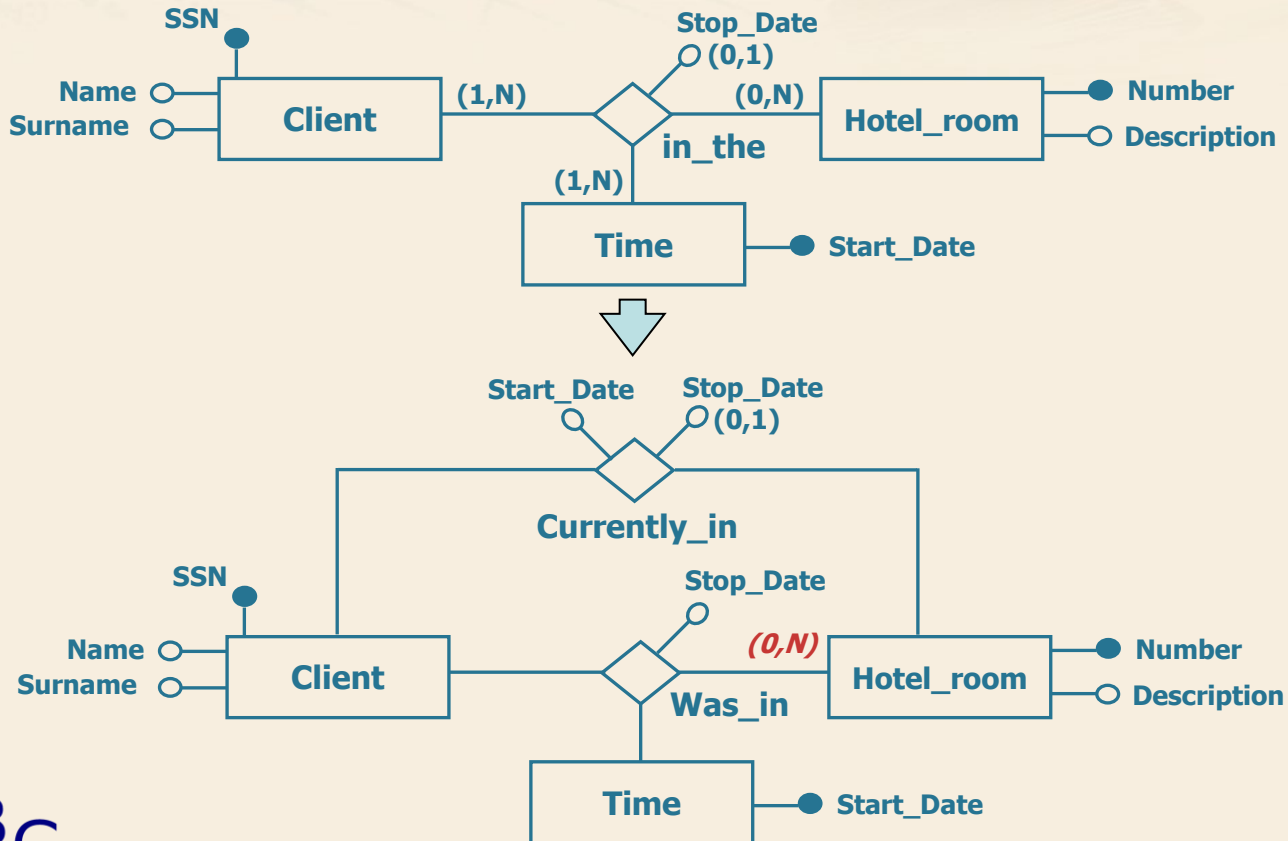 SSN
Stop_Date
(0,1)
Name
Surname
Client
(1,N)
(0,N)
Hotel_room
Number
Description
in_the
(1,N)
Time
Start_Date
Start_Date
Stop_Date
(0,1)
Currently_in
SSN
Stop_Date
Name
Surname
Client
(0,N)
Hotel_room
Number
Description
Was_in
Time
Start_Date